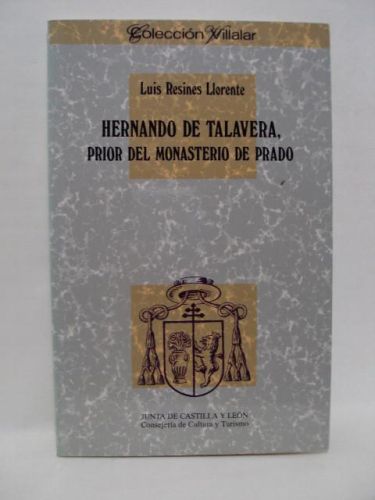 Colección Villalar
Luis Resines Llorente
HERNANDO DE TALAVERA,
PRIOR DEL MONASTERIO DE PRADO
JUNTA DE CASTILLA Y LEÓN
Consejería de Cultura y Turismo